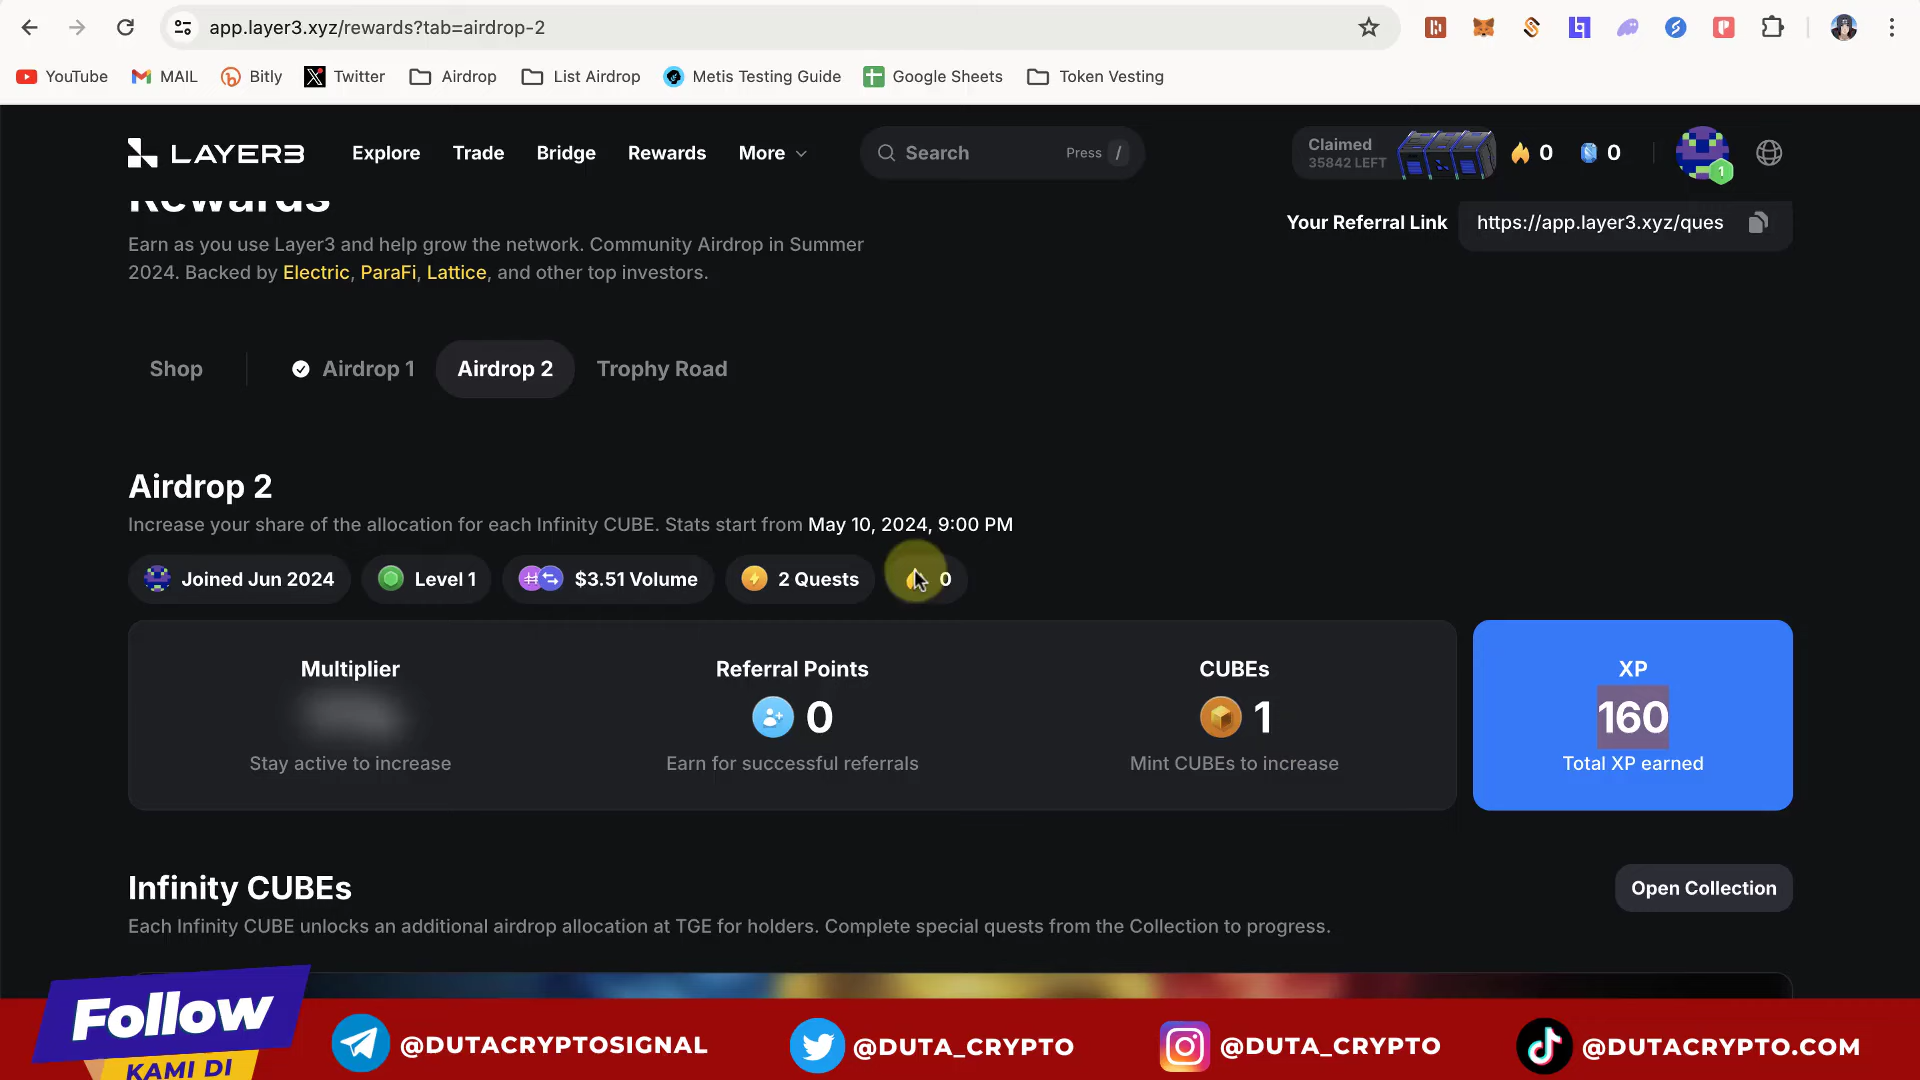 app.layer3.xyz/rewards?tab=airdrop-2
YouTube
MAIL
Bitly
Twitter
Airdrop
List Airdrop
Metis Testing Guide
Google Sheets
Token Vesting
LAYER3
Explore
Trade
Bridge
Rewards
More
Search
Press /
Claimed
35842 LEFT
0
0
1
Rewards
Earn as you use Layer3 and help grow the network. Community Airdrop in Summer
2024. Backed by Electric, ParaFi, Lattice, and other top investors.
Your Referral Link
https://app.layer3.xyz/ques
Shop
Airdrop 1
Airdrop 2
Trophy Road
Airdrop 2
Increase your share of the allocation for each Infinity CUBE. Stats start from May 10, 2024, 9:00 PM
Joined Jun 2024
Level 1
$3.51 Volume
2 Quests
0
Multiplier
Stay active to increase
Referral Points
0
Earn for successful referrals
CUBEs
1
Mint CUBEs to increase
XP
160
Total XP earned
Infinity CUBEs
Each Infinity CUBE unlocks an additional airdrop allocation at TGE for holders. Complete special quests from the Collection to progress.
Open Collection
Follow
KAMI DI
@DUTACRYPTOSIGNAL
@DUTA_CRYPTO
@DUTA_CRYPTO
@DUTACRYPTO.COM